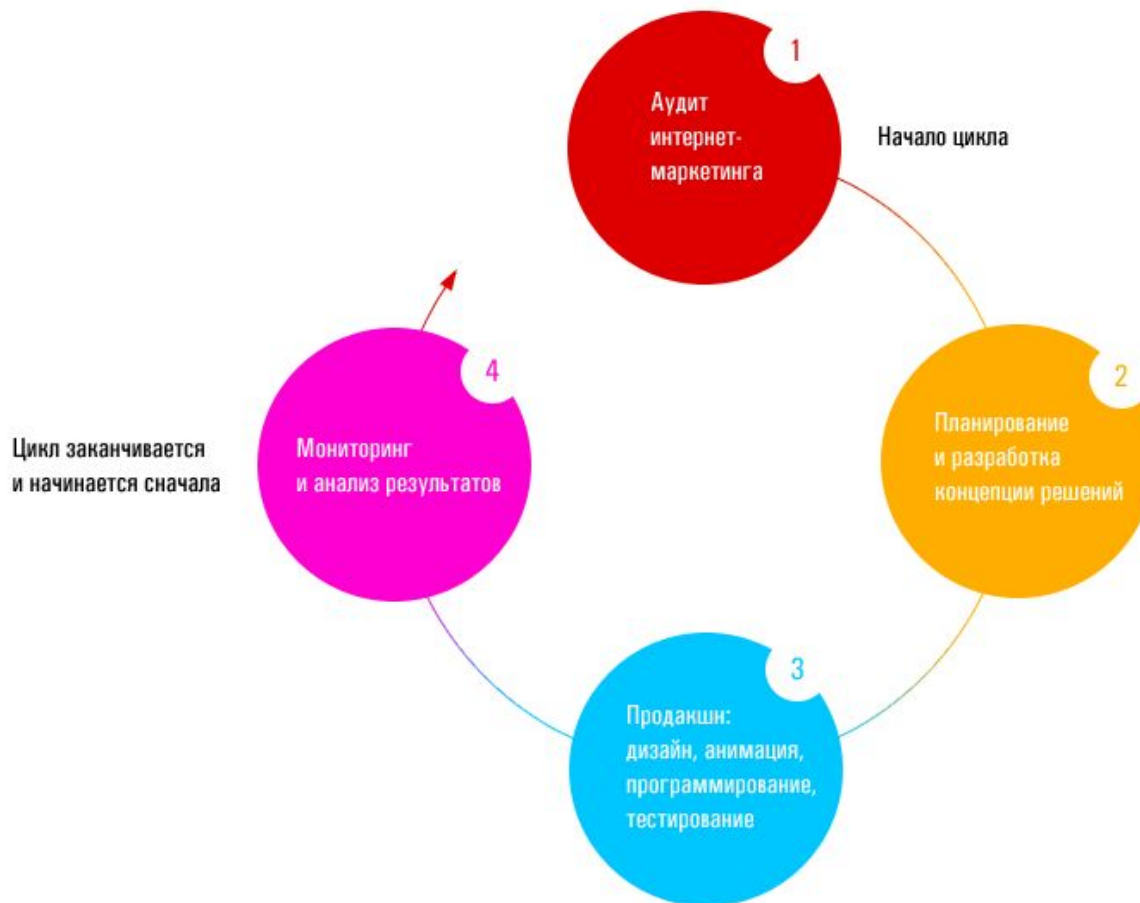 1
Аудит
интернет-
маркетинга
Начало цикла
2
Планирование
и разработка
концепции решений
3
Продакшн:
дизайн, анимация,
программирование,
тестирование
4
Мониторинг
и анализ результатов
Цикл заканчивается
и начинается сначала